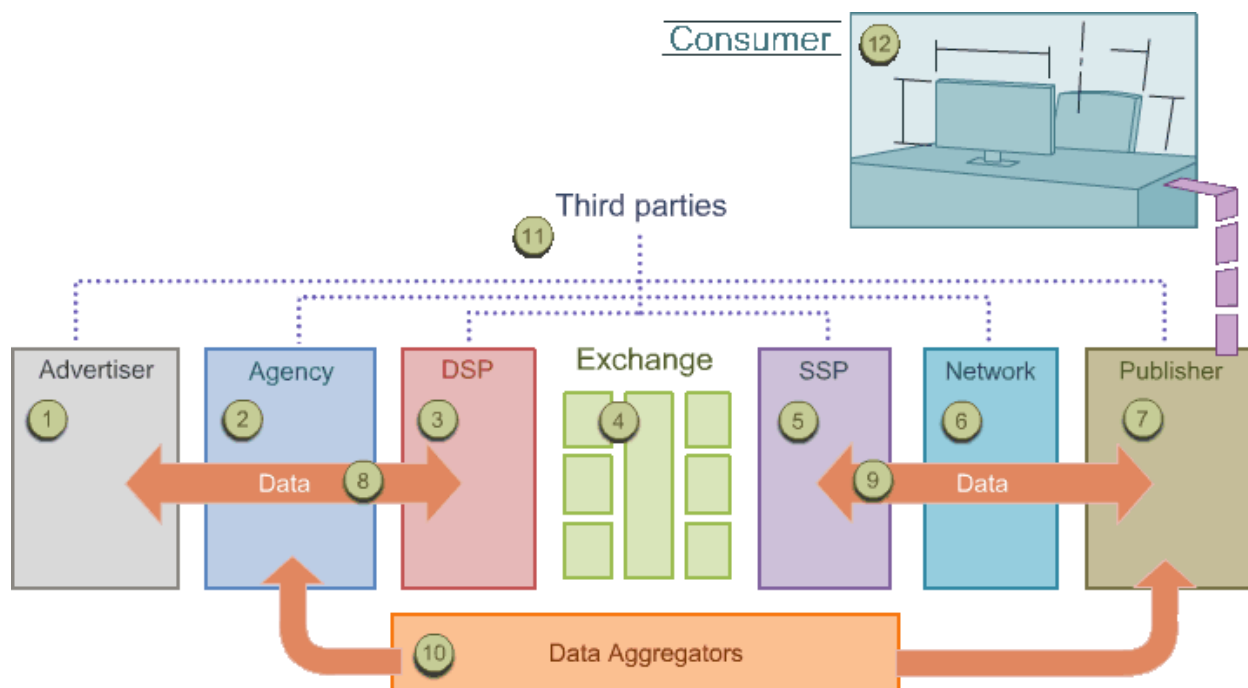 Consumer
12
Third parties
11
Advertiser
Agency
DSP
Exchange
SSP
Network
Publisher
1
2
3
4
5
6
7
Data
8
9
Data
10
Data Aggregators